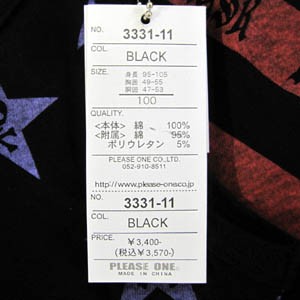 NO.
3331-11
COL.
BLACK
SIZE.
身長 95-105
胸囲 49-55
胴囲 47-53
100
QUALITY.
<本体> 綿 100%
<附属> 綿 95%
ポリウレタン 5%
PLEASE ONE CO.,LTD.
052-910-8511
http://www.please-onesco.jp
NO.
3331-11
COL.
BLACK
PRICE.
¥3,400-
(税込¥3,570-)
PLEASE ONE.
MADE IN CHINA